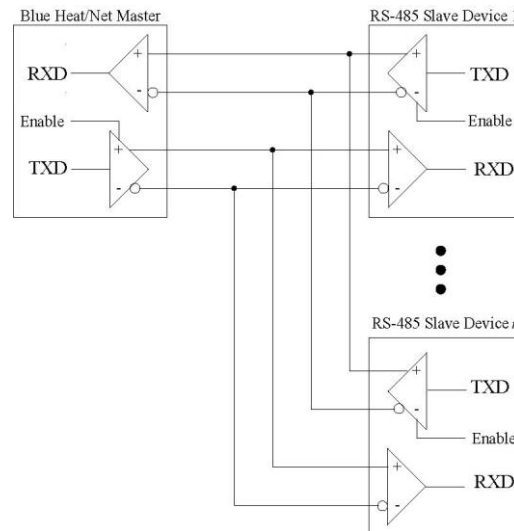 Blue Heat/Net Master
RS-485 Slave Device
RXD
+
-
Enable
TXD
+
-
+
-
TXD
Enable
+
-
RXD
RS-485 Slave Device
+
-
TXD
Enable
+
-
RXD